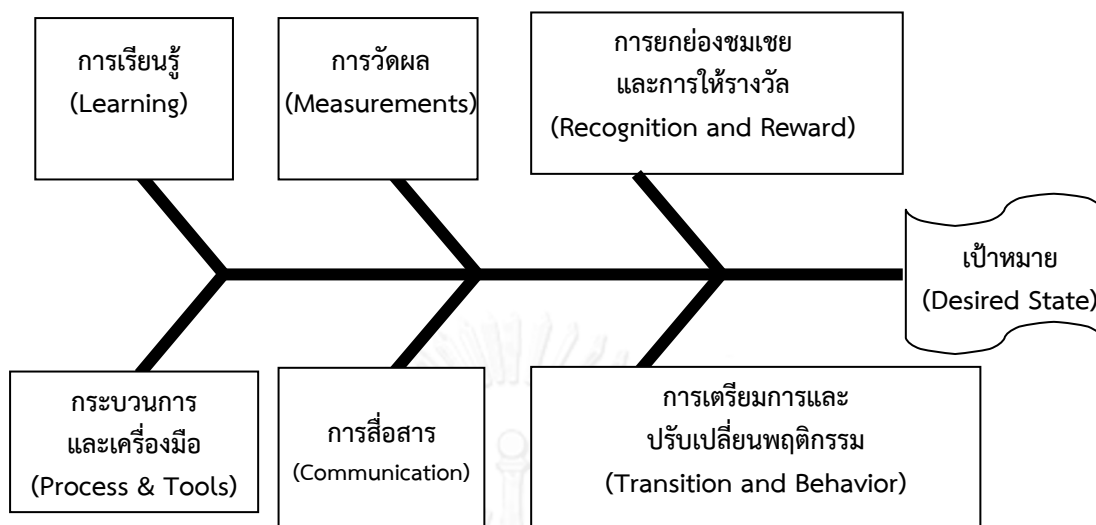 การเรียนรู้
(Learning)
การวัดผล
(Measurements)
การยกย่องชมเชย
และการให้รางวัล
(Recognition and Reward)
เป้าหมาย
(Desired State)
กระบวนการ
และเครื่องมือ
(Process & Tools)
การสื่อสาร
(Communication)
การเตรียมการและ
ปรับเปลี่ยนพฤติกรรม
(Transition and Behavior)